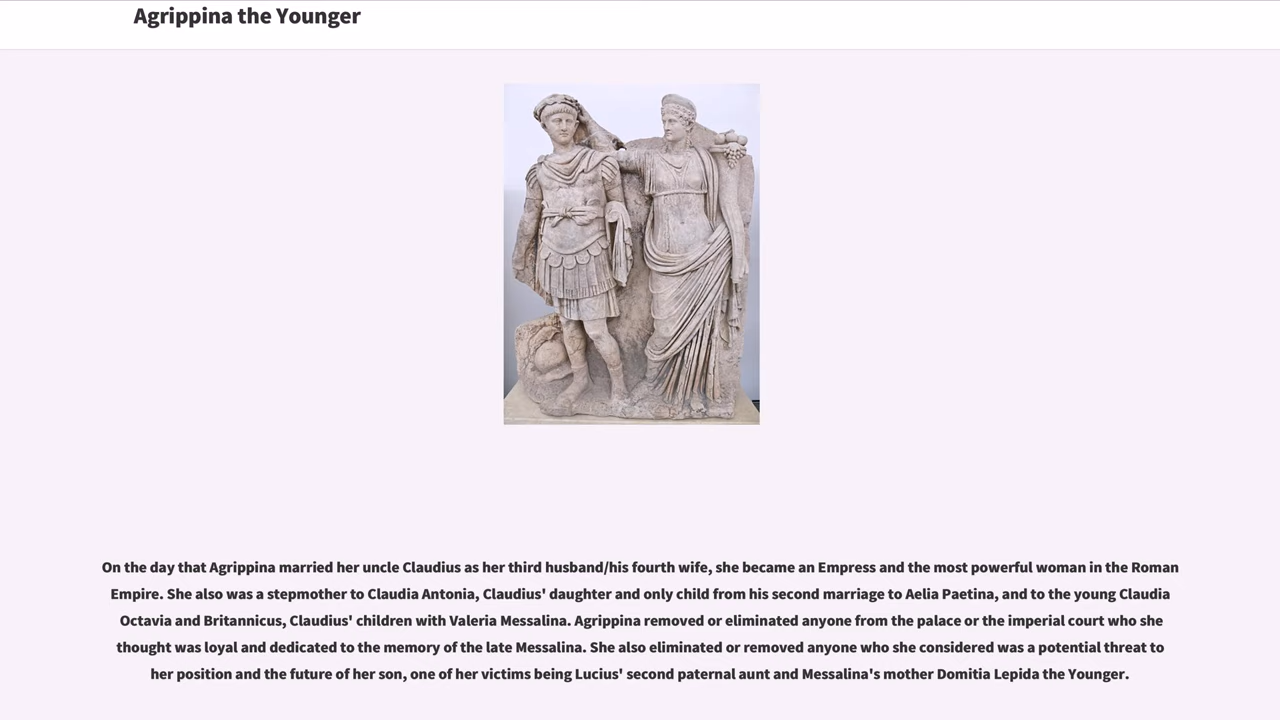 Agrippina the Younger
On the day that Agrippina married her uncle Claudius as her third husband/his fourth wife, she became an Empress and the most powerful woman in the Roman
Empire. She also was a stepmother to Claudia Antonia, Claudius' daughter and only child from his second marriage to Aelia Paetina, and to the young Claudia
Octavia and Britannicus, Claudius' children with Valeria Messalina. Agrippina removed or eliminated anyone from the palace or the imperial court who she
thought was loyal and dedicated to the memory of the late Messalina. She also eliminated or removed anyone who she considered was a potential threat to
her position and the future of her son, one of her victims being Lucius' second paternal aunt and Messalina's mother Domitia Lepida the Younger.